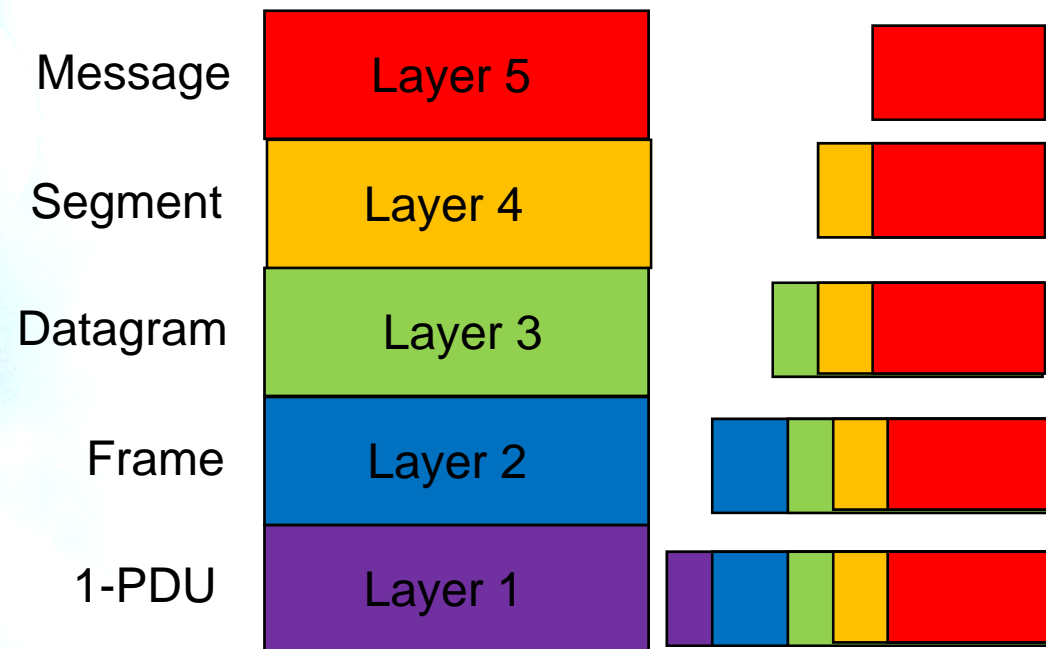 Message
Layer 5
Segment
Layer 4
Datagram
Layer 3
Frame
Layer 2
1-PDU
Layer 1